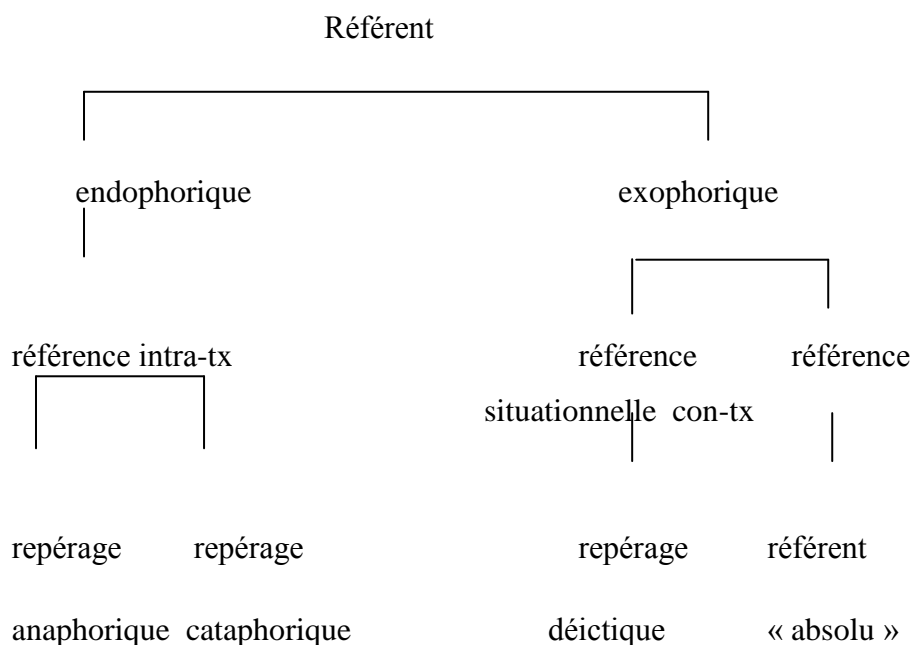 Référent
endophorique exophorique
référence intra-tx référence référence
situationnelle con-tx
repérage repérage repérage référent
anaphorique cataphorique déictique « absolu »